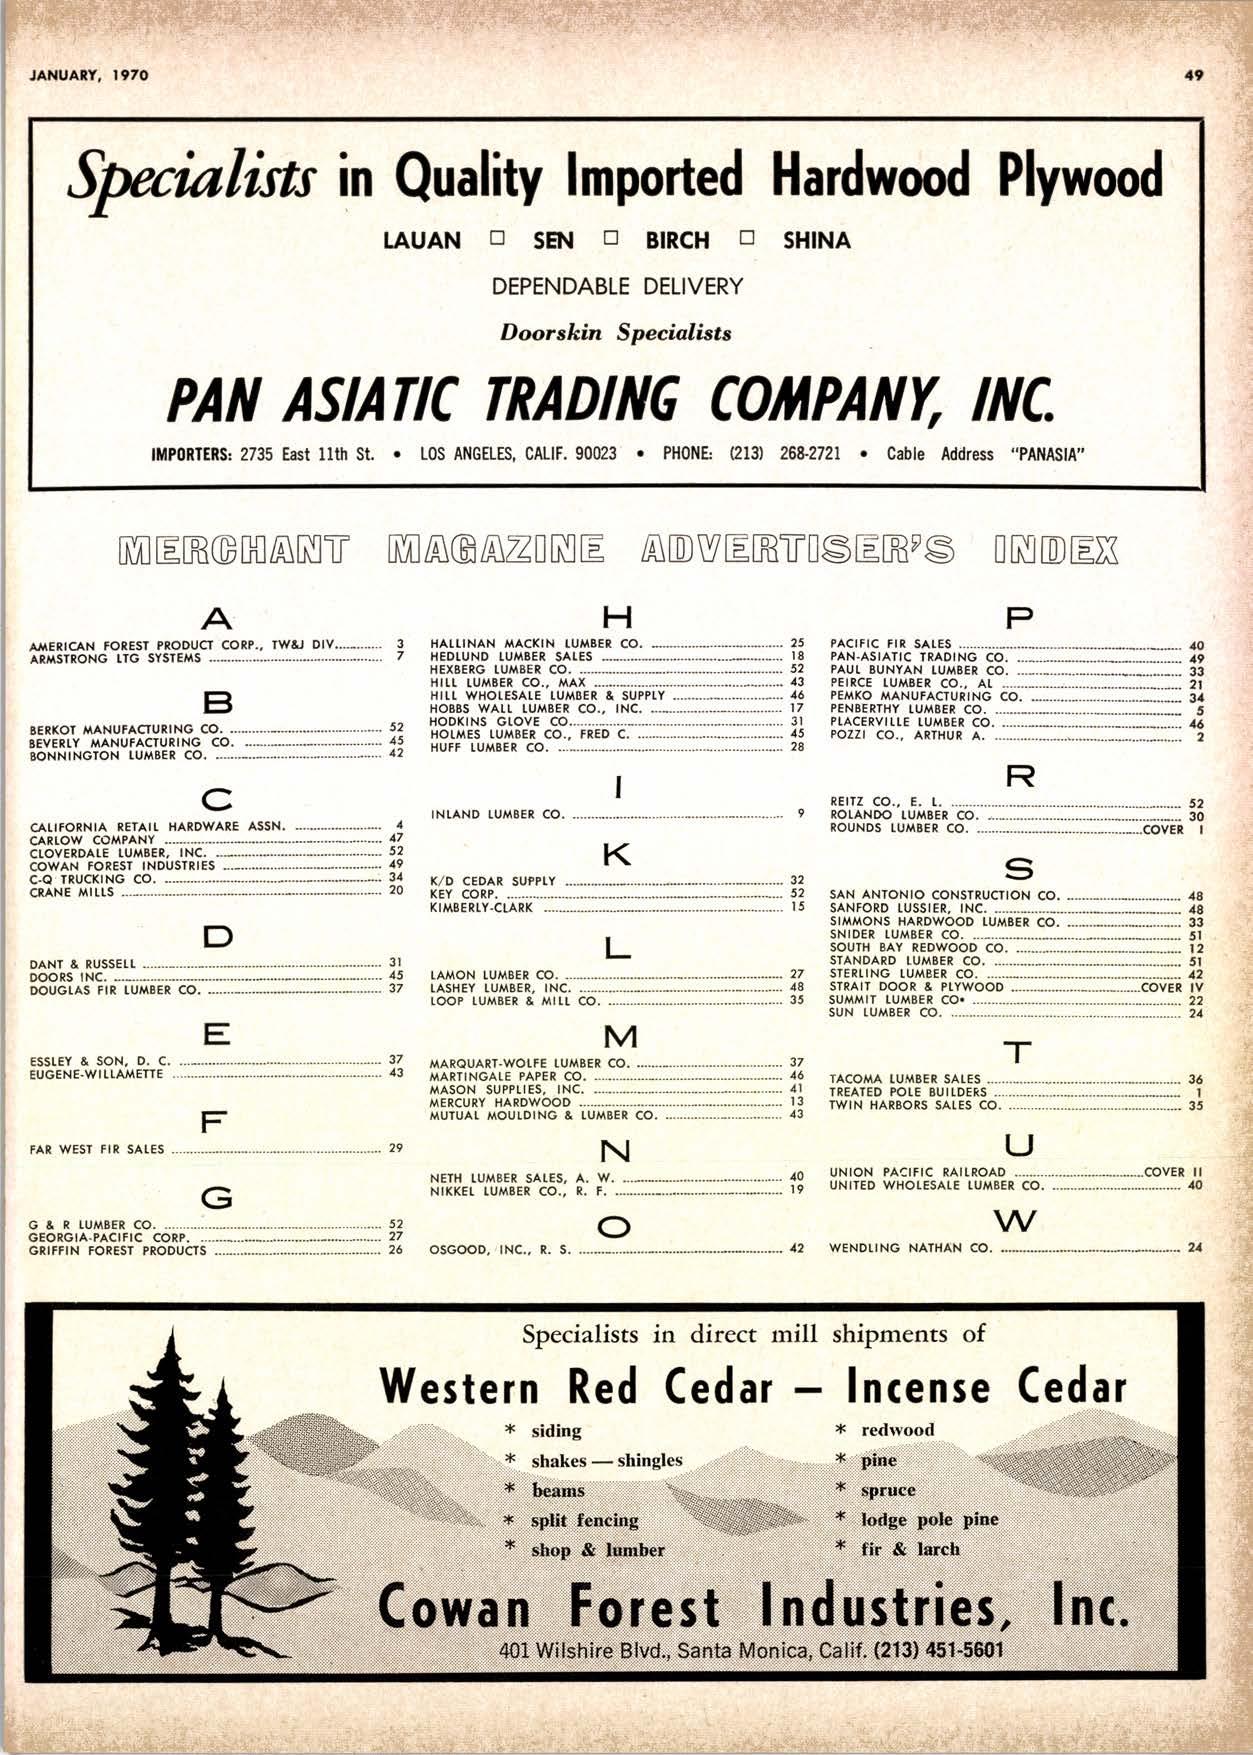 JANUARY, 1970
49
Specialists in Quality Imported Hardwood Plywood
LAUAN □ SEN □ BIRCH □ SHINA
DEPENDABLE DELIVERY
Doorskin Specialists
PAN ASIATIC TRADING COMPANY, INC.
IMPORTERS: 2735 East 11th St. • LOS ANGELES, CALIF. 90023 • PHONE: (213) 268-2721 • Cable Address "PANASIA"
MERCHANT MAGAZINE ADVERTISER'S INDEX
A
AMERICAN FOREST PRODUCT CORP., TW&J DIV. 3
ARMSTRONG LTG SYSTEMS 7
B
BERKOT MANUFACTURING CO. 52
BEVERLY MANUFACTURING CO. 45
BONNINGTON LUMBER CO. 42
C
CALIFORNIA RETAIL HARDWARE ASSN. 4
CARLOW COMPANY 47
CLOVERDALE LUMBER, INC. 52
COWAN FOREST INDUSTRIES 49
C-Q TRUCKING CO. 34
CRANE MILLS 20
D
DANT & RUSSELL 31
DOORS INC. 45
DOUGLAS FIR LUMBER CO. 37
E
ESSLEY & SON, D. C. 37
EUGENE-WILLAMETTE 43
F
FAR WEST FIR SALES 29
G
G & R LUMBER CO. 52
GEORGIA-PACIFIC CORP. 27
GRIFFIN FOREST PRODUCTS 26
H
HALLINAN MACKIN LUMBER CO. 25
HEDLUND LUMBER SALES 18
HEXBERG LUMBER CO. 52
HILL LUMBER CO., MAX 43
HILL WHOLESALE LUMBER & SUPPLY 46
HOBBS WALL LUMBER CO., INC. 17
HODKINS GLOVE CO. 31
HOLMES LUMBER CO., FRED C. 45
HUFF LUMBER CO. 28
I
INLAND LUMBER CO. 9
K
K/D CEDAR SUPPLY 32
KEY CORP. 52
KIMBERLY-CLARK 15
L
LAMON LUMBER CO. 27
LASHEY LUMBER, INC. 48
LOOP LUMBER & MILL CO. 35
M
MARQUART-WOLFE LUMBER CO. 37
MARTINGALE PAPER CO. 46
MASON SUPPLIES, INC. 41
MERCURY HARDWOOD 13
MUTUAL MOULDING & LUMBER CO. 43
N
NETH LUMBER SALES, A. W. 40
NIKKEL LUMBER CO., R. F. 19
O
OSGOOD, INC., R. S. 42
P
PACIFIC FIR SALES 40
PAN-ASIATIC TRADING CO. 49
PAUL BUNYAN LUMBER CO. 33
PEIRCE LUMBER CO., AL 21
PEMKO MANUFACTURING CO. 34
PENBERTHY LUMBER CO. 5
PLACERVILLE LUMBER CO. 46
POZZI CO., ARTHUR A. 2
R
REITZ CO., E. L. 52
ROLANDO LUMBER CO. 30
ROUNDS LUMBER CO. COVER I
S
SAN ANTONIO CONSTRUCTION CO. 48
SANFORD LUSSIER, INC. 48
SIMMONS HARDWOOD LUMBER CO. 33
SNIDER LUMBER CO. 51
SOUTH BAY REDWOOD CO. 12
STANDARD LUMBER CO. 51
STERLING LUMBER CO. 42
STRAIT DOOR & PLYWOOD COVER IV
SUMMIT LUMBER CO• 22
SUN LUMBER CO. 24
T
TACOMA LUMBER SALES 36
TREATED POLE BUILDERS 1
TWIN HARBORS SALES CO. 35
U
UNION PACIFIC RAILROAD COVER II
UNITED WHOLESALE LUMBER CO. 40
W
WENDLING NATHAN CO. 24
Specialists in direct mill shipments of
Western Red Cedar — Incense Cedar
* siding
* shakes — shingles
* beams
* split fencing
* shop & lumber
* redwood
* pine
* spruce
* lodge pole pine
* fir & larch
Cowan Forest Industries, Inc.
401 Wilshire Blvd., Santa Monica, Calif. (213) 451-5601